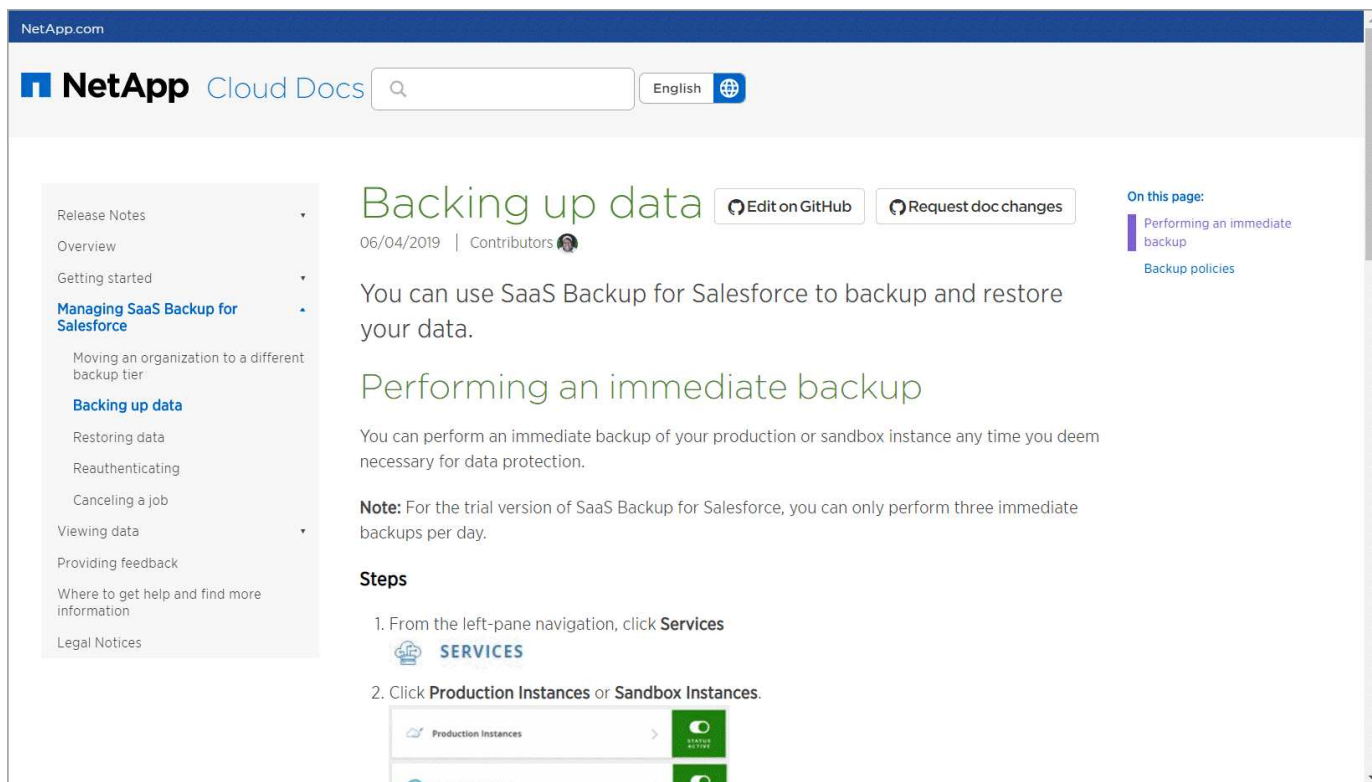 NetApp.com
NetApp Cloud Docs
English
Release Notes
Overview
Getting started
Managing SaaS Backup for
Salesforce
Moving an organization to a different
backup tier
Backing up data
Restoring data
Reauthenticating
Canceling a job
Viewing data
Providing feedback
Where to get help and find more
information
Legal Notices
Backing up data
Edit on GitHub
Request doc changes
06/04/2019 | Contributors
You can use SaaS Backup for Salesforce to backup and restore
your data.
Performing an immediate backup
You can perform an immediate backup of your production or sandbox instance any time you deem
necessary for data protection.
Note: For the trial version of SaaS Backup for Salesforce, you can only perform three immediate
backups per day.
Steps
1. From the left-pane navigation, click Services
SERVICES
2. Click Production Instances or Sandbox Instances.
Production Instances
STATUS
ACTIVE
On this page:
Performing an immediate
backup
Backup policies